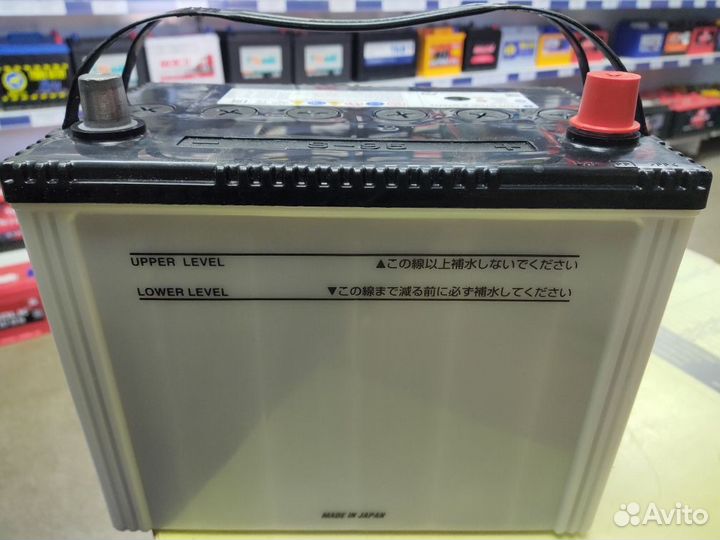 S-95
UPPER LEVEL ▲この線以上補水しないでください
LOWER LEVEL ▼この線まで減る前に必ず補水してください
MADE IN JAPAN
Avito